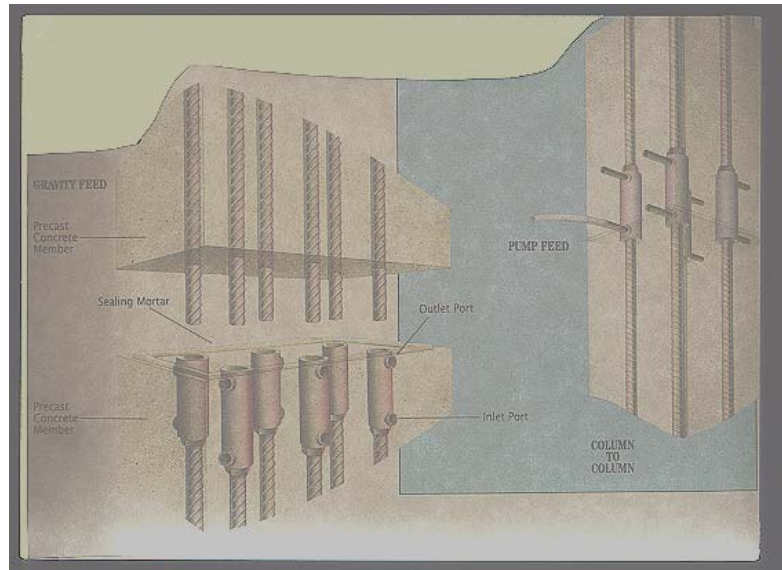 GRAVITY FEED
Precast
Concrete
Member
Sealing Mortar
Outlet Port
Precast
Concrete
Member
Inlet Port
PUMP FEED
COLUMN
TO
COLUMN